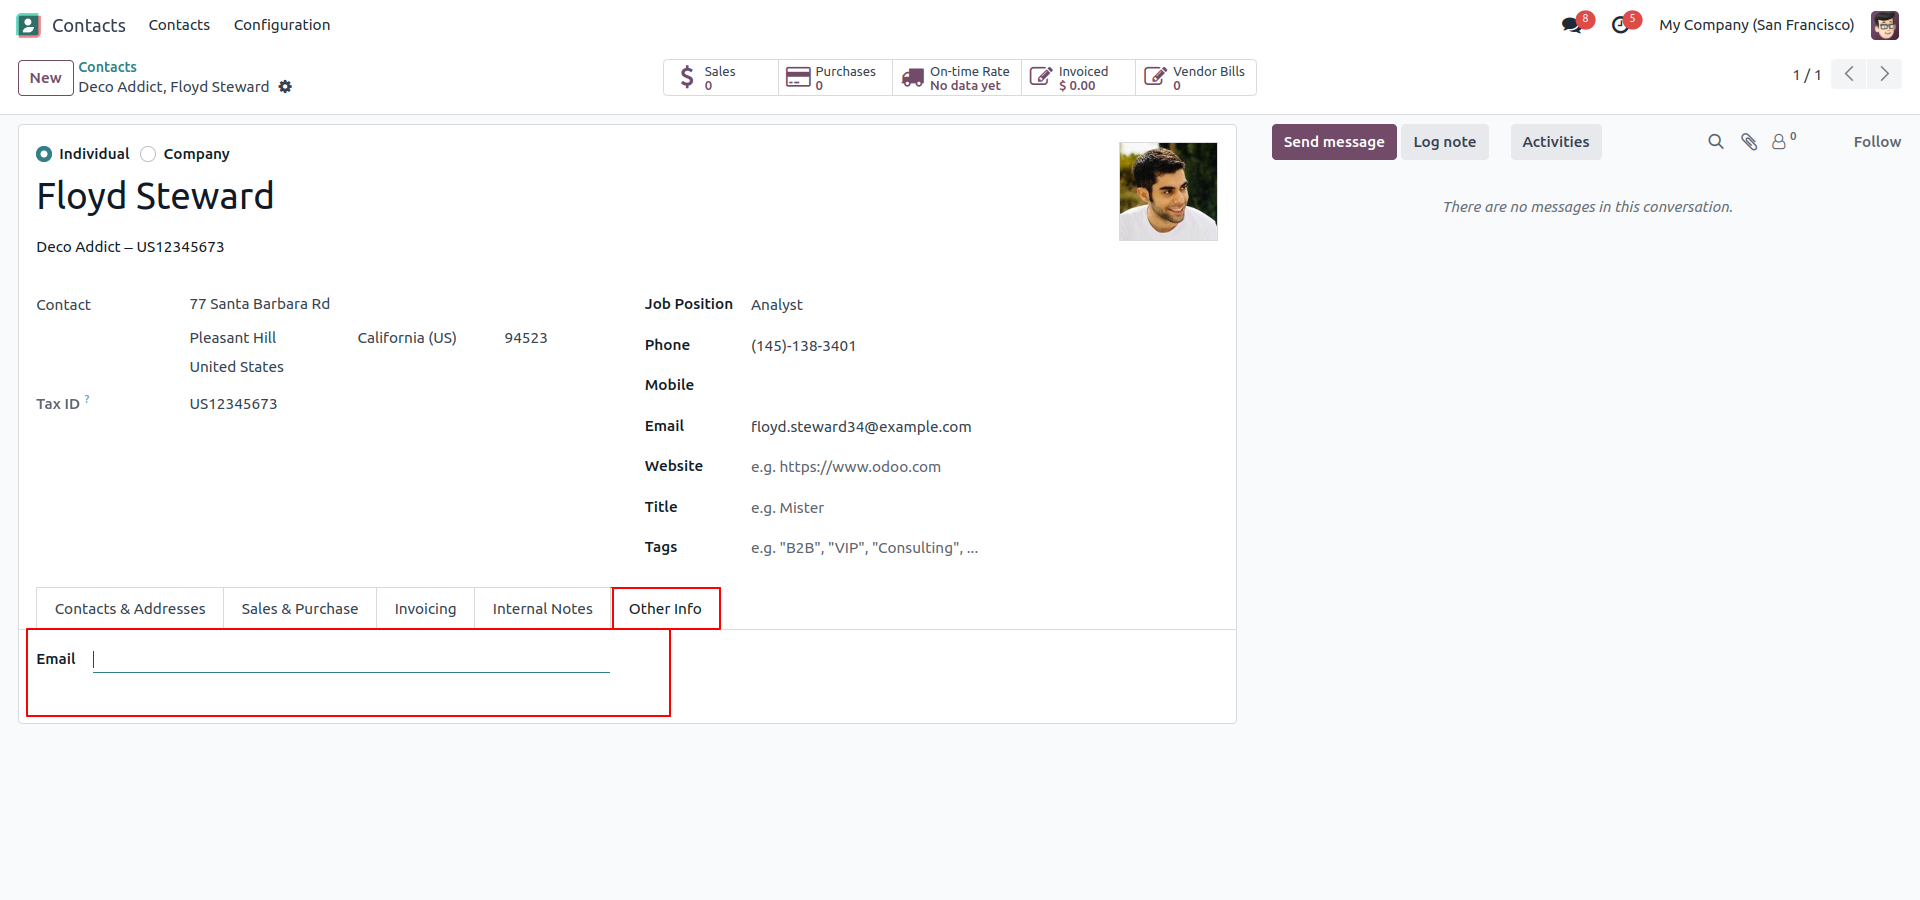 Contacts Contacts Configuration 8 5 My Company (San Francisco)
New Contacts
Deco Addict, Floyd Steward
Sales 0
Purchases 0
On-time Rate No data yet
Invoiced $ 0.00
Vendor Bills 0
1 / 1
Individual Company
Floyd Steward
Deco Addict – US12345673
Contact 77 Santa Barbara Rd
Pleasant Hill California (US) 94523
United States
Tax ID ? US12345673
Job Position Analyst
Phone (145)-138-3401
Mobile
Email floyd.steward34@example.com
Website e.g. https://www.odoo.com
Title e.g. Mister
Tags e.g. "B2B", "VIP", "Consulting", ...
Contacts & Addresses Sales & Purchase Invoicing Internal Notes Other Info
Email
Send message Log note Activities 0 Follow
There are no messages in this conversation.